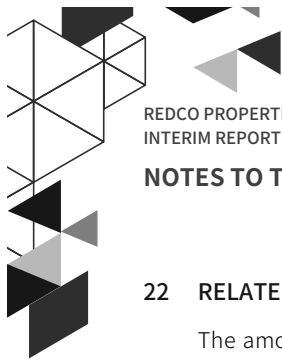 REDCO PROPERT
INTERIM REPORT
NOTES TO T
22 RELATE
The amo